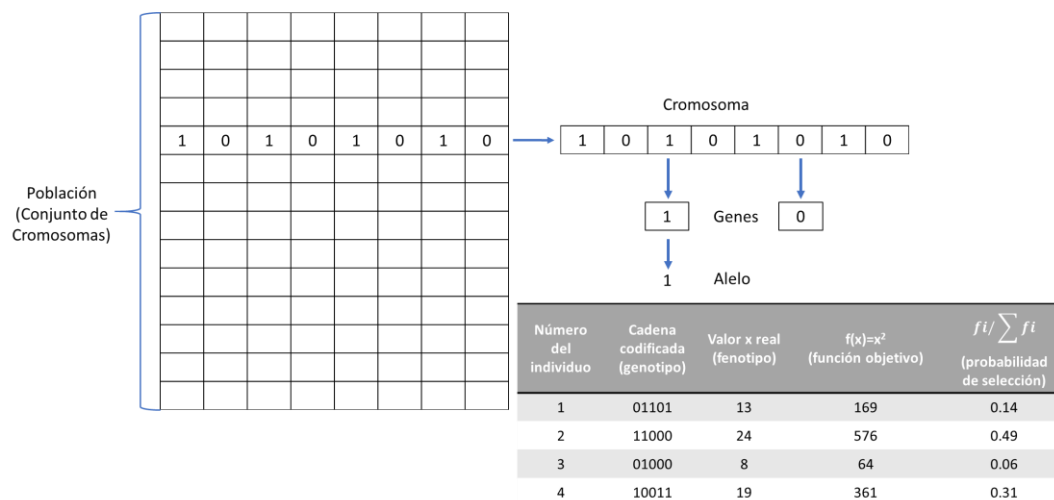 Cromosoma
1 0 1 0 1 0 1 0
1 0 1 0 1 0 1 0
Población
(Conjunto de
Cromosomas)
1 Genes 0
1 Alelo
Número
del
individuo
Cadena
codificada
(genotipo)
Valor x real
(fenotipo)
f(x)=x²
(función objetivo)
fi/∑ fi
(probabilidad
de selección)
1 01101 13 169 0.14
2 11000 24 576 0.49
3 01000 8 64 0.06
4 10011 19 361 0.31